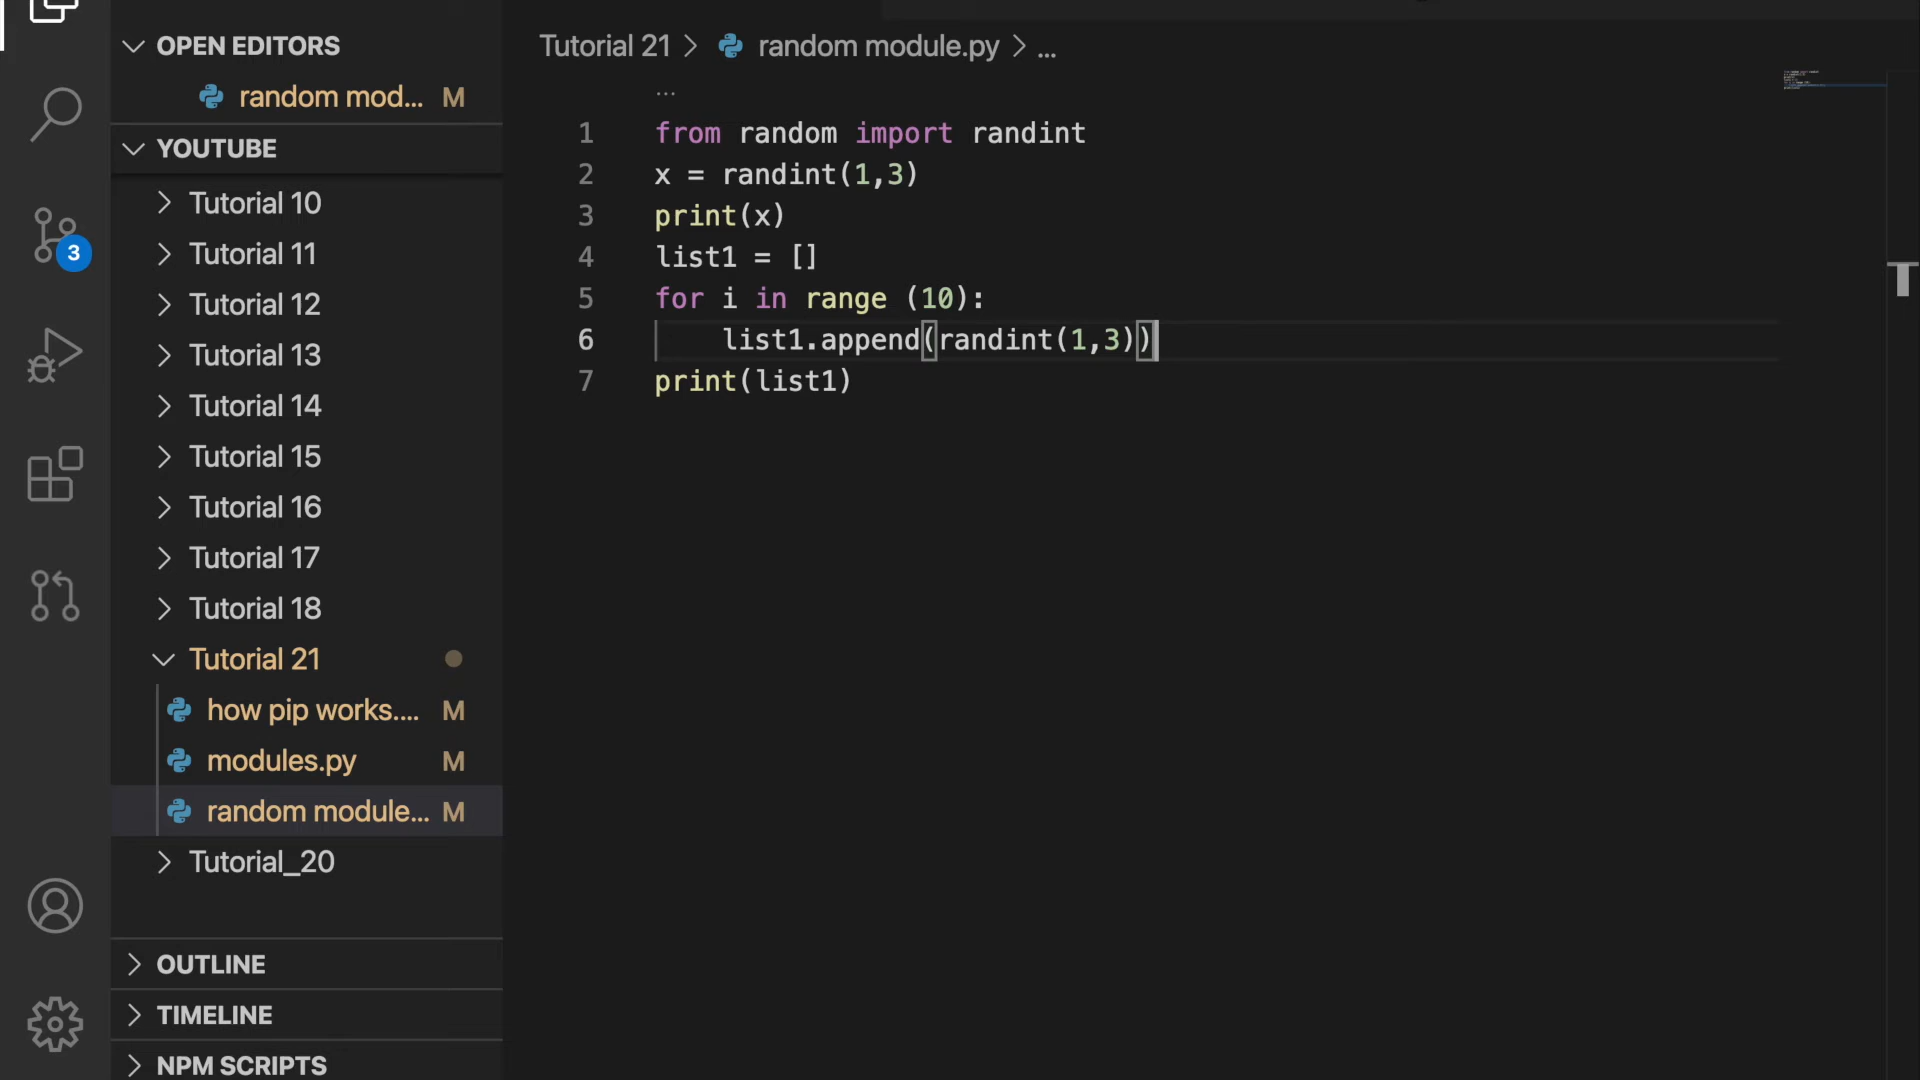 OPEN EDITORS
random mod... M
YOUTUBE
Tutorial 10
Tutorial 11
Tutorial 12
Tutorial 13
Tutorial 14
Tutorial 15
Tutorial 16
Tutorial 17
Tutorial 18
Tutorial 21
how pip works.... M
modules.py M
random module... M
Tutorial_20
OUTLINE
TIMELINE
NPM SCRIPTS
3
Tutorial 21 > random module.py > ...
...
1 from random import randint
2 x = randint(1,3)
3 print(x)
4 list1 = []
5 for i in range (10):
6     list1.append(randint(1,3))
7 print(list1)